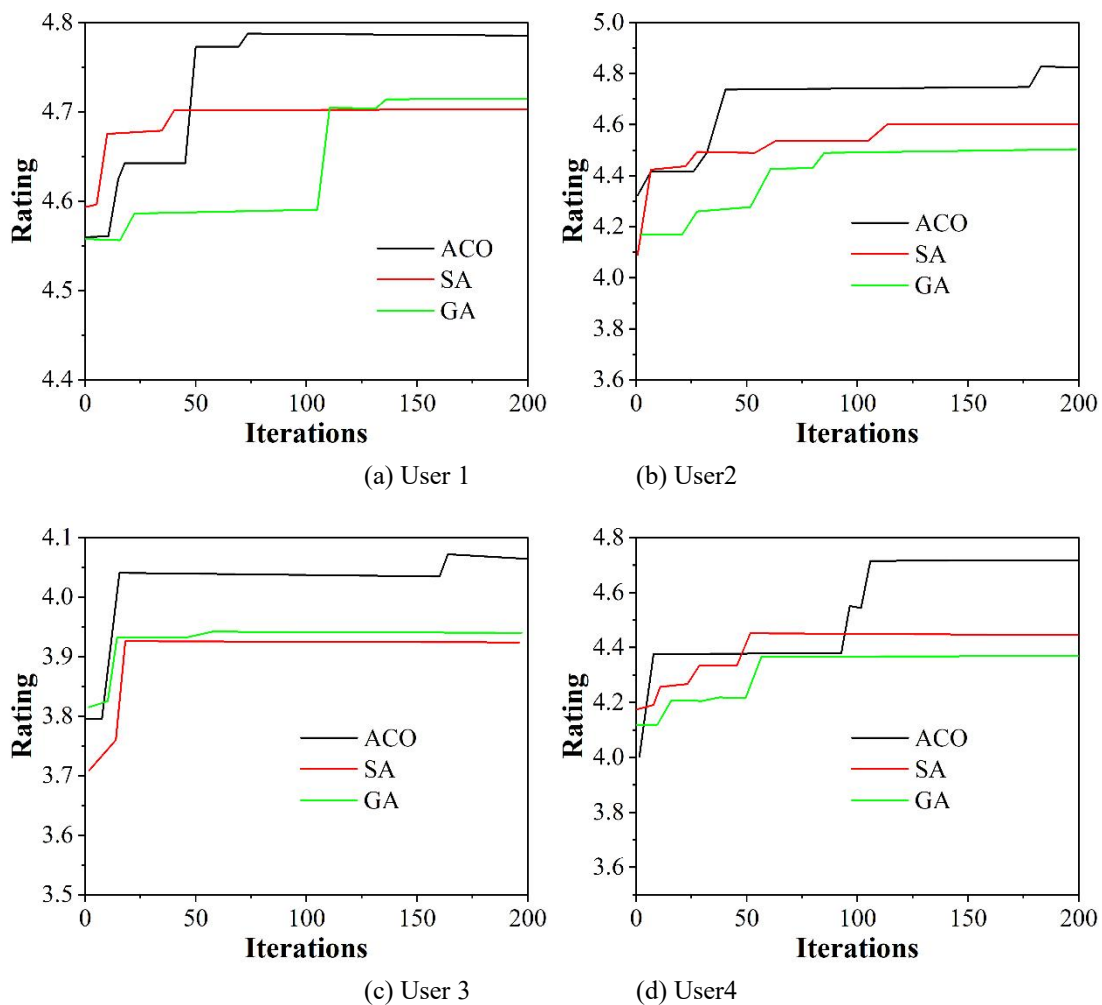 4.8
4.7
4.6
4.5
4.4
Rating
0
50
100
150
200
Iterations
ACO
SA
GA
(a) User 1
5.0
4.8
4.6
4.4
4.2
4.0
3.8
3.6
Rating
0
50
100
150
200
Iterations
ACO
SA
GA
(b) User2
4.1
4.0
3.9
3.8
3.7
3.6
3.5
Rating
0
50
100
150
200
Iterations
ACO
SA
GA
(c) User 3
4.8
4.6
4.4
4.2
4.0
3.8
3.6
Rating
0
50
100
150
200
Iterations
ACO
SA
GA
(d) User4